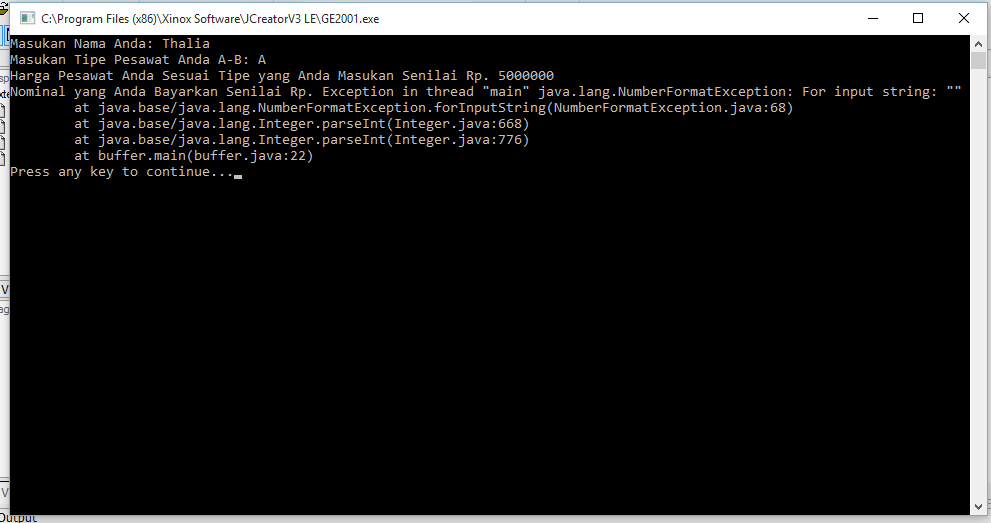 C:\Program Files (x86)\Xinox Software\JCreatorV3 LE\GE2001.exe
Masukan Nama Anda: Thalia
Masukan Tipe Pesawat Anda A-B: A
Harga Pesawat Anda Sesuai Tipe yang Anda Masukan Senilai Rp. 5000000
Nominal yang Anda Bayarkan Senilai Rp. Exception in thread "main" java.lang.NumberFormatException: For input string: ""
at java.base/java.lang.NumberFormatException.forInputString(NumberFormatException.java:68)
at java.base/java.lang.Integer.parseInt(Integer.java:668)
at java.base/java.lang.Integer.parseInt(Integer.java:776)
at buffer.main(buffer.java:22)
Press any key to continue...
Output